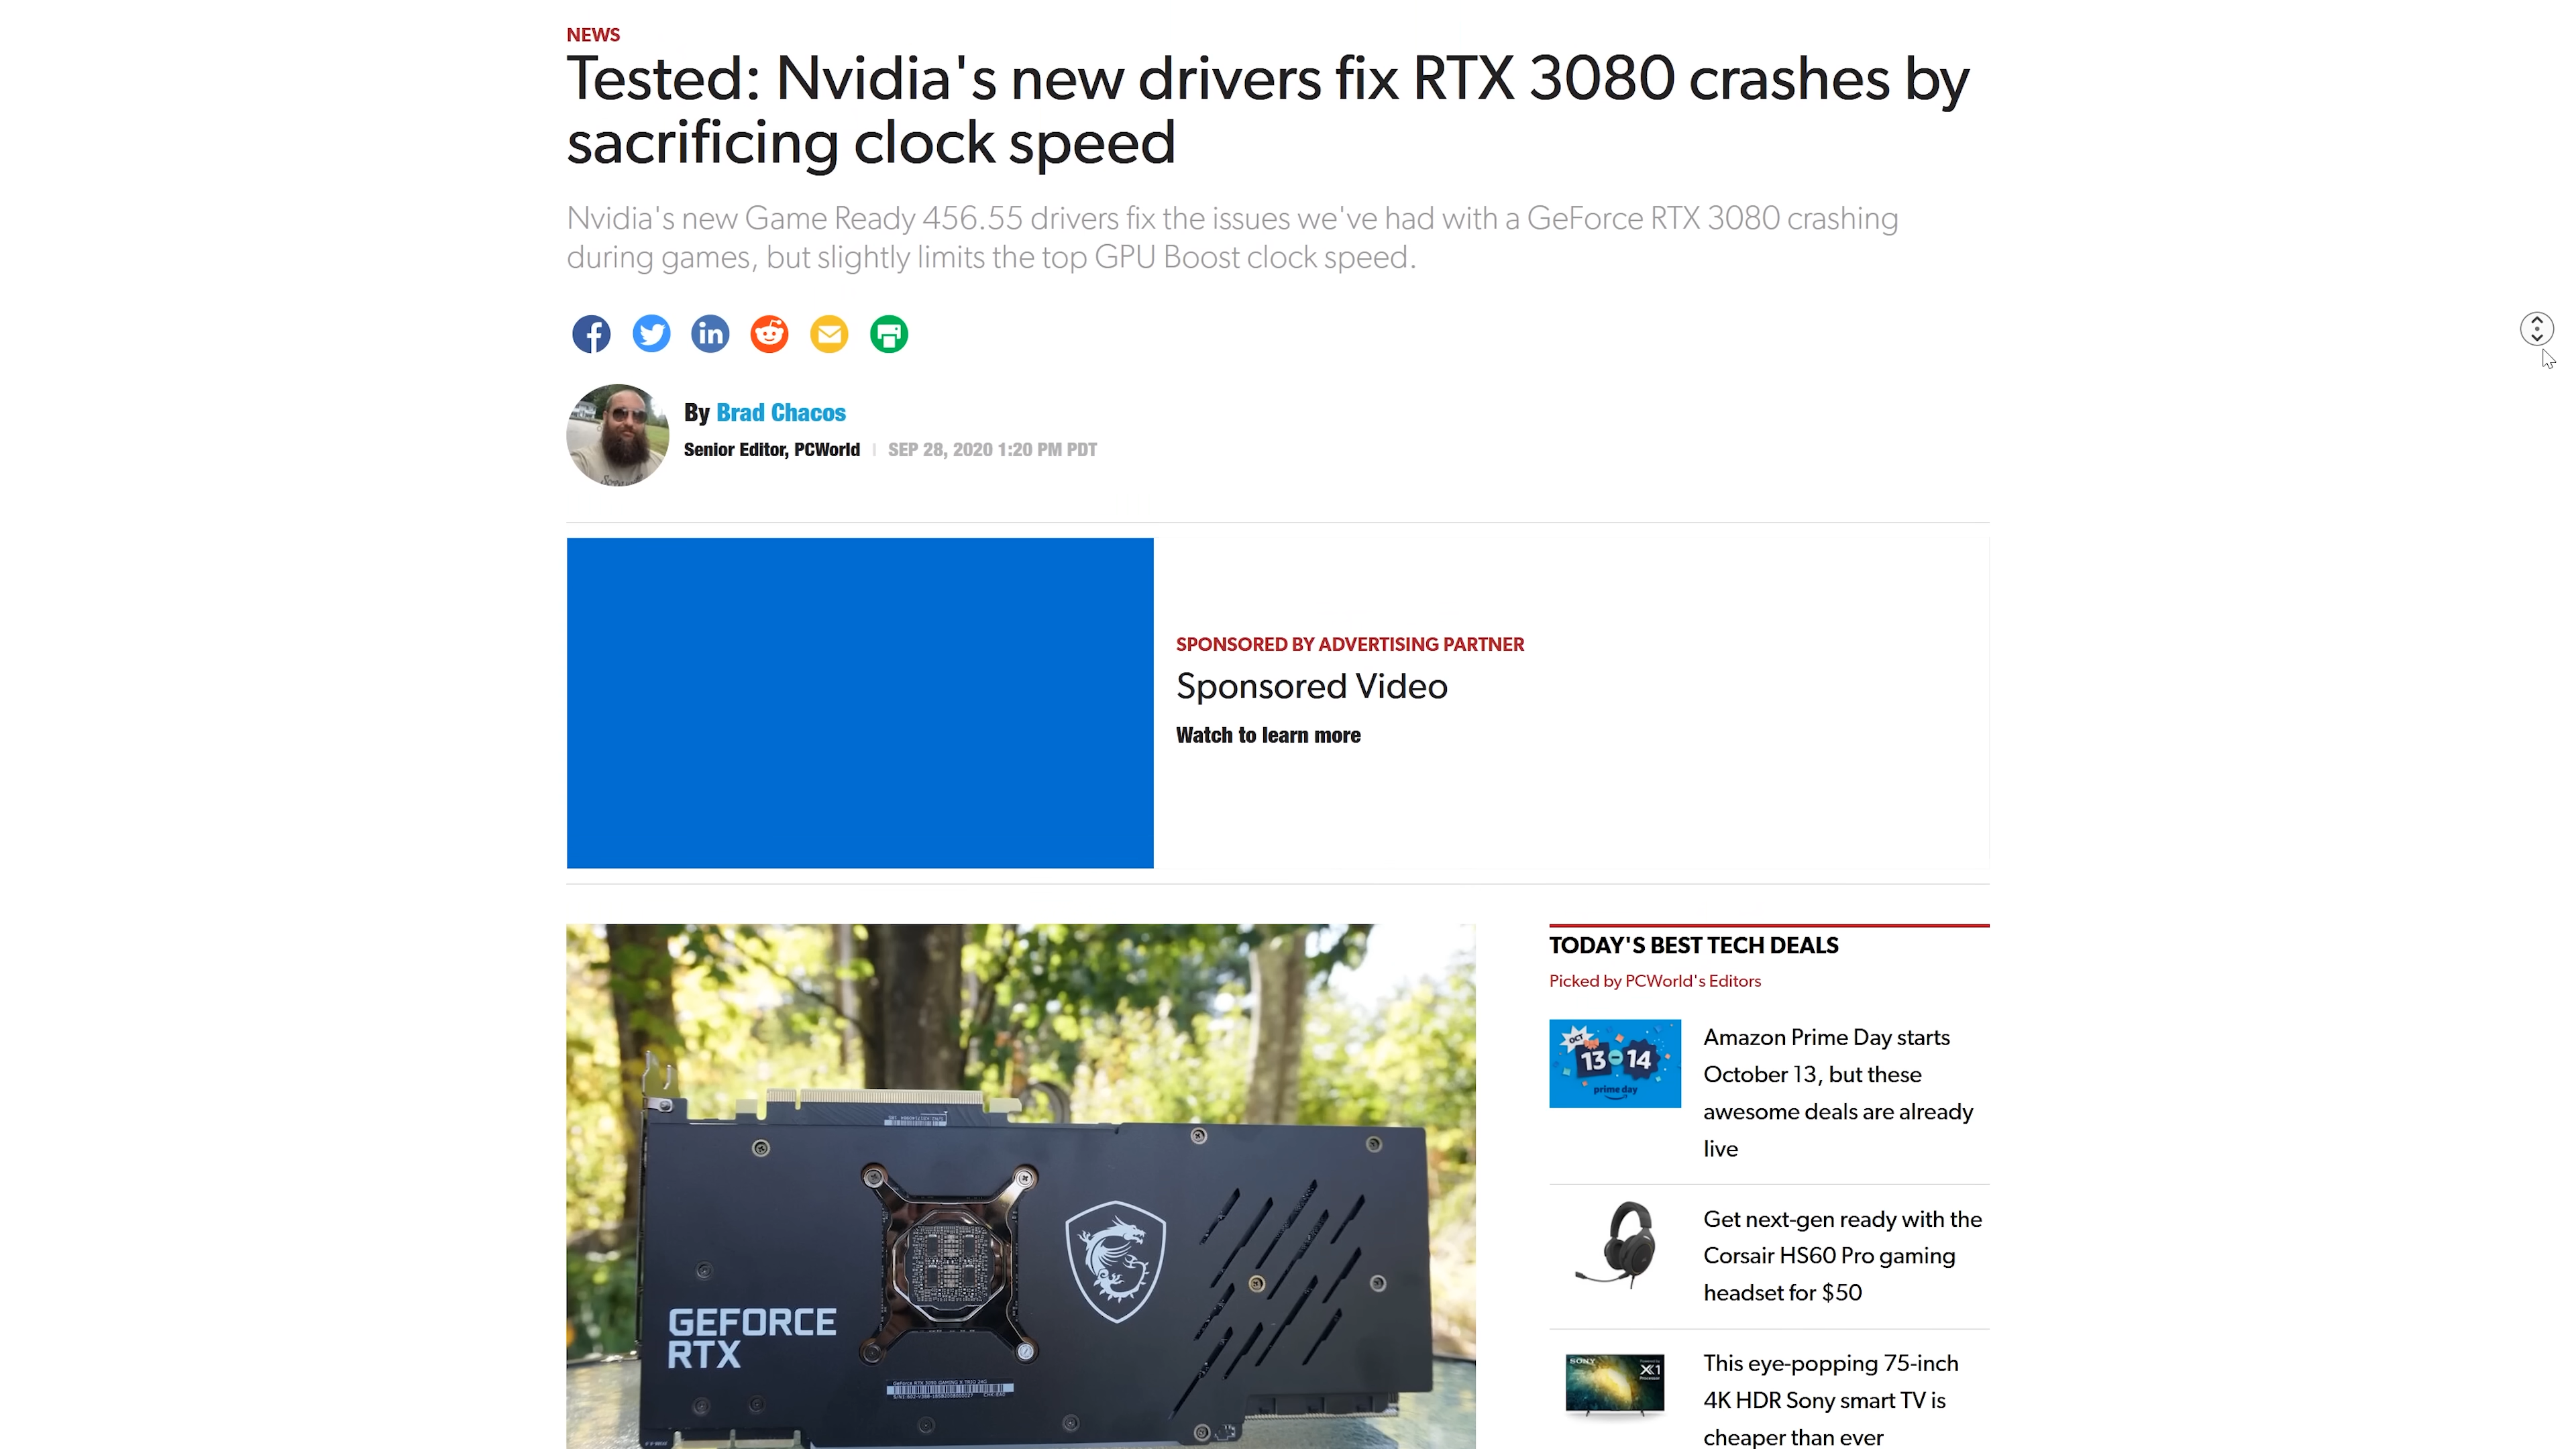 NEWS
Tested: Nvidia's new drivers fix RTX 3080 crashes by
sacrificing clock speed
Nvidia's new Game Ready 456.55 drivers fix the issues we've had with a GeForce RTX 3080 crashing
during games, but slightly limits the top GPU Boost clock speed.
By Brad Chacos
Senior Editor, PCWorld | SEP 28, 2020 1:20 PM PDT
SPONSORED BY ADVERTISING PARTNER
Sponsored Video
Watch to learn more
GEFORCE
RTX
TODAY'S BEST TECH DEALS
Picked by PCWorld's Editors
OCT
13-14
prime day
Amazon Prime Day starts
October 13, but these
awesome deals are already
live
Get next-gen ready with the
Corsair HS60 Pro gaming
headset for $50
SONY
X1
This eye-popping 75-inch
4K HDR Sony smart TV is
cheaper than ever